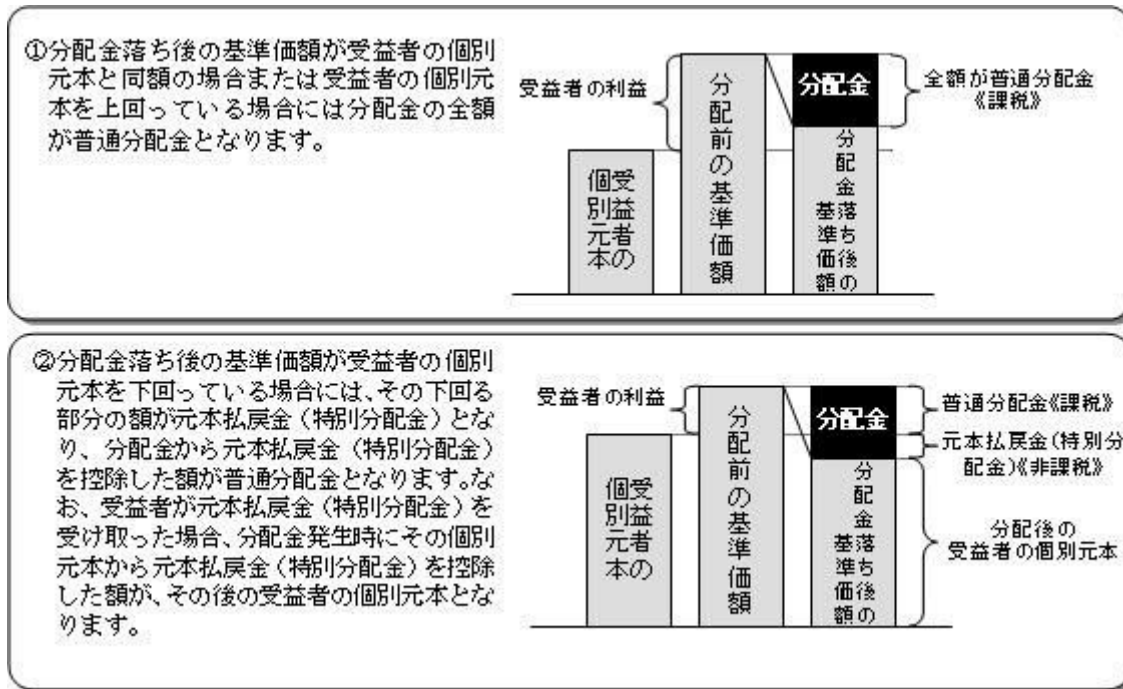 ①分配金落ち後の基準価額が受益者の個別
元本と同額の場合または受益者の個別元
本を上回っている場合には分配金の全額
が普通分配金となります。
受益者の利益
受益者の
個別元本
分配前の基準価額
分配金
分配金落ち後の
基準価額
全額が普通分配金
《課税》
②分配金落ち後の基準価額が受益者の個別
元本を下回っている場合には、その下回る
部分の額が元本払戻金(特別分配金)とな
り、分配金から元本払戻金(特別分配金)
を控除した額が普通分配金となります。な
お、受益者が元本払戻金(特別分配金)を
受け取った場合、分配金発生時にその個別
元本から元本払戻金(特別分配金)を控除
した額が、その後の受益者の個別元本とな
ります。
受益者の利益
受益者の
個別元本
分配前の基準価額
分配金
分配金落ち後の
基準価額
普通分配金《課税》
元本払戻金(特別分
配金)《非課税》
分配後の
受益者の個別元本